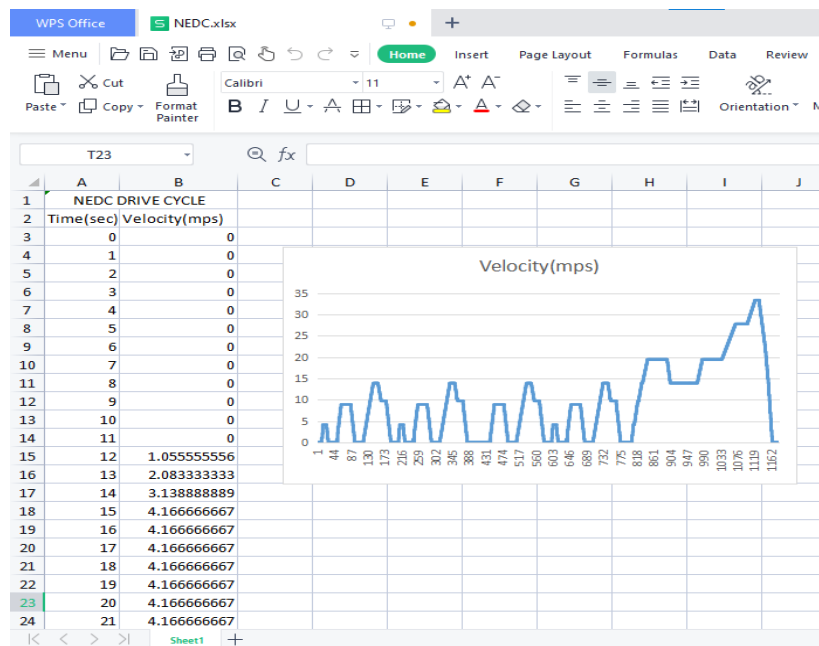 WPS Office NEDC.xlsx
Menu Home Insert Page Layout Formulas Data Review
Cut Calibri 11 A+ A-
Paste Copy Format Painter B I U A A Orientation
T23 fx
A B C D E F G H I J
1 NEDC DRIVE CYCLE
2 Time(sec) Velocity(mps)
3 0 0
4 1 0
5 2 0
6 3 0
7 4 0
8 5 0
9 6 0
10 7 0
11 8 0
12 9 0
13 10 0
14 11 0
15 12 1.055555556
16 13 2.083333333
17 14 3.138888889
18 15 4.166666667
19 16 4.166666667
20 17 4.166666667
21 18 4.166666667
22 19 4.166666667
23 20 4.166666667
24 21 4.166666667
Velocity(mps)
35
30
25
20
15
10
5
0
1 44 87 130 173 216 259 302 345 388 431 474 517 560 603 646 689 732 775 818 861 904 947 990 1033 1076 1119 1162
Sheet1